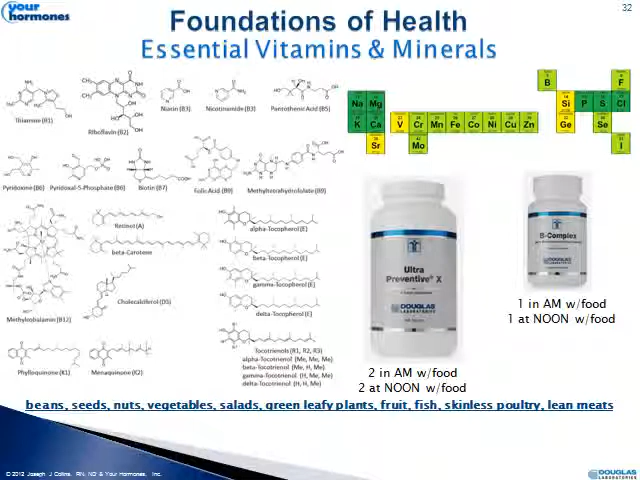 your
hormones
32
Foundations of Health
Essential Vitamins & Minerals
Thiamine (B1)
Riboflavin (B2)
Niacin (B3)
Nicotinamide (B3)
Pantothenic Acid (B5)
Pyridoxine (B6)
Pyridoxal-5-Phosphate (B6)
Biotin (B7)
Folic Acid (B9)
Methyltetrahydrofolate (B9)
Methylcobalamin (B12)
Retinol (A)
beta-Carotene
Cholecalciferol (D3)
alpha-Tocopherol (E)
beta-Tocopherol (E)
gamma-Tocopherol (E)
delta-Tocopherol (E)
Phylloquinone (K1)
Menaquinone (K2)
Tocotrienols (R1, R2, R3)
alpha-Tocotrienol (Me, Me, Me)
beta-Tocotrienol (Me, H, Me)
gamma-Tocotrienol (H, Me, Me)
delta-Tocotrienol (H, H, Me)
B F
Na Mg Si P S Cl
K Ca V Cr Mn Fe Co Ni Cu Zn Ge Se
Sr Mo I
Ultra
Preventive® X
DOUGLAS
LABORATORIES
B-Complex
DOUGLAS
1 in AM w/food
1 at NOON w/food
2 in AM w/food
2 at NOON w/food
beans, seeds, nuts, vegetables, salads, green leafy plants, fruit, fish, skinless poultry, lean meats
© 2012 Joseph J Collins, RN, ND & Your Hormones, Inc.
DOUGLAS
LABORATORIES